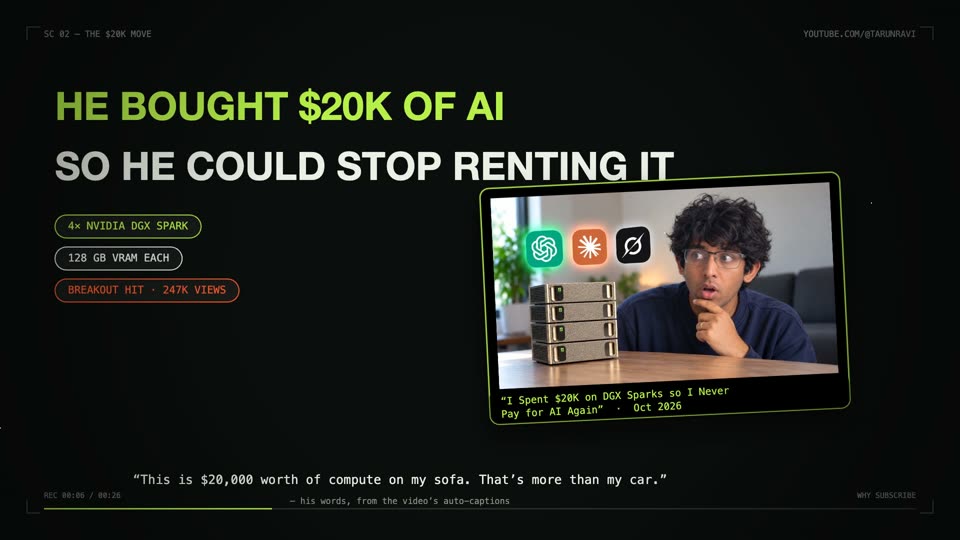 SC 02 — THE $20K MOVE
YOUTUBE.COM/@TARUNRAVI
HE BOUGHT $20K OF AI
SO HE COULD STOP RENTING IT
4× NVIDIA DGX SPARK
128 GB VRAM EACH
BREAKOUT HIT · 247K VIEWS
“I Spent $20K on DGX Sparks so I Never
Pay for AI Again” · Oct 2026
“This is $20,000 worth of compute on my sofa. That’s more than my car.”
— his words, from the video’s auto-captions
REC 00:06 / 00:26
WHY SUBSCRIBE